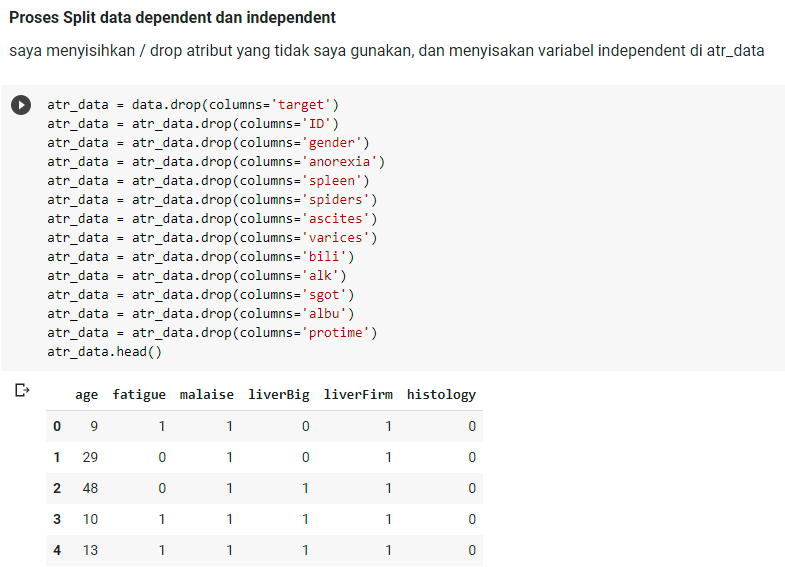 Proses Split data dependent dan independent
saya menyisihkan / drop atribut yang tidak saya gunakan, dan menyisakan variabel independent di atr_data
atr_data = data.drop(columns='target')
atr_data = atr_data.drop(columns='ID')
atr_data = atr_data.drop(columns='gender')
atr_data = atr_data.drop(columns='anorexia')
atr_data = atr_data.drop(columns='spleen')
atr_data = atr_data.drop(columns='spiders')
atr_data = atr_data.drop(columns='ascites')
atr_data = atr_data.drop(columns='varices')
atr_data = atr_data.drop(columns='bili')
atr_data = atr_data.drop(columns='alk')
atr_data = atr_data.drop(columns='sgot')
atr_data = atr_data.drop(columns='albu')
atr_data = atr_data.drop(columns='protime')
atr_data.head()
age fatigue malaise liverBig liverFirm histology
0 9 1 1 0 1 0
1 29 0 1 0 1 0
2 48 0 1 1 1 0
3 10 1 1 1 1 0
4 13 1 1 1 1 0